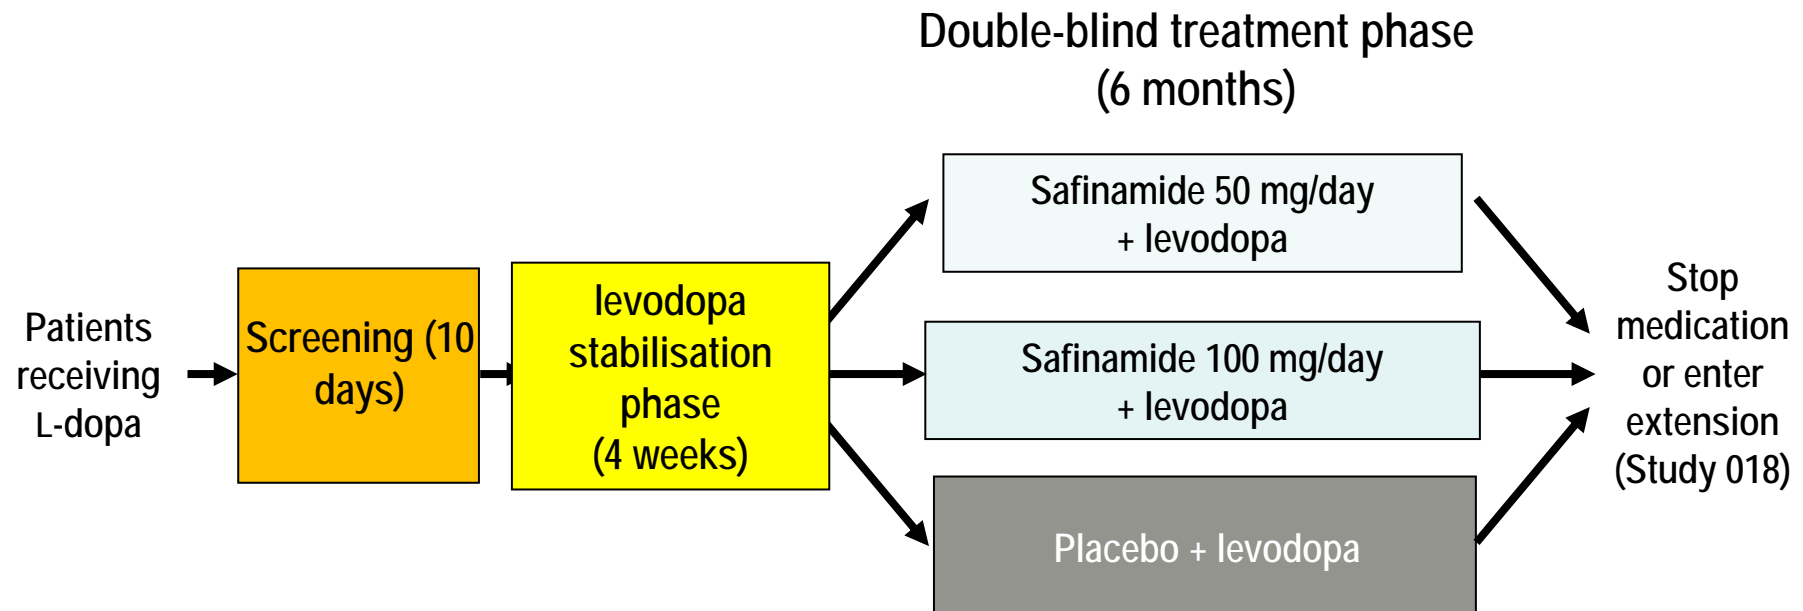 Double-blind treatment phase
(6 months)
Patients
receiving
L-dopa
Screening (10
days)
levodopa
stabilisation
phase
(4 weeks)
Safinamide 50 mg/day
+ levodopa
Safinamide 100 mg/day
+ levodopa
Placebo + levodopa
Stop
medication
or enter
extension
(Study 018)